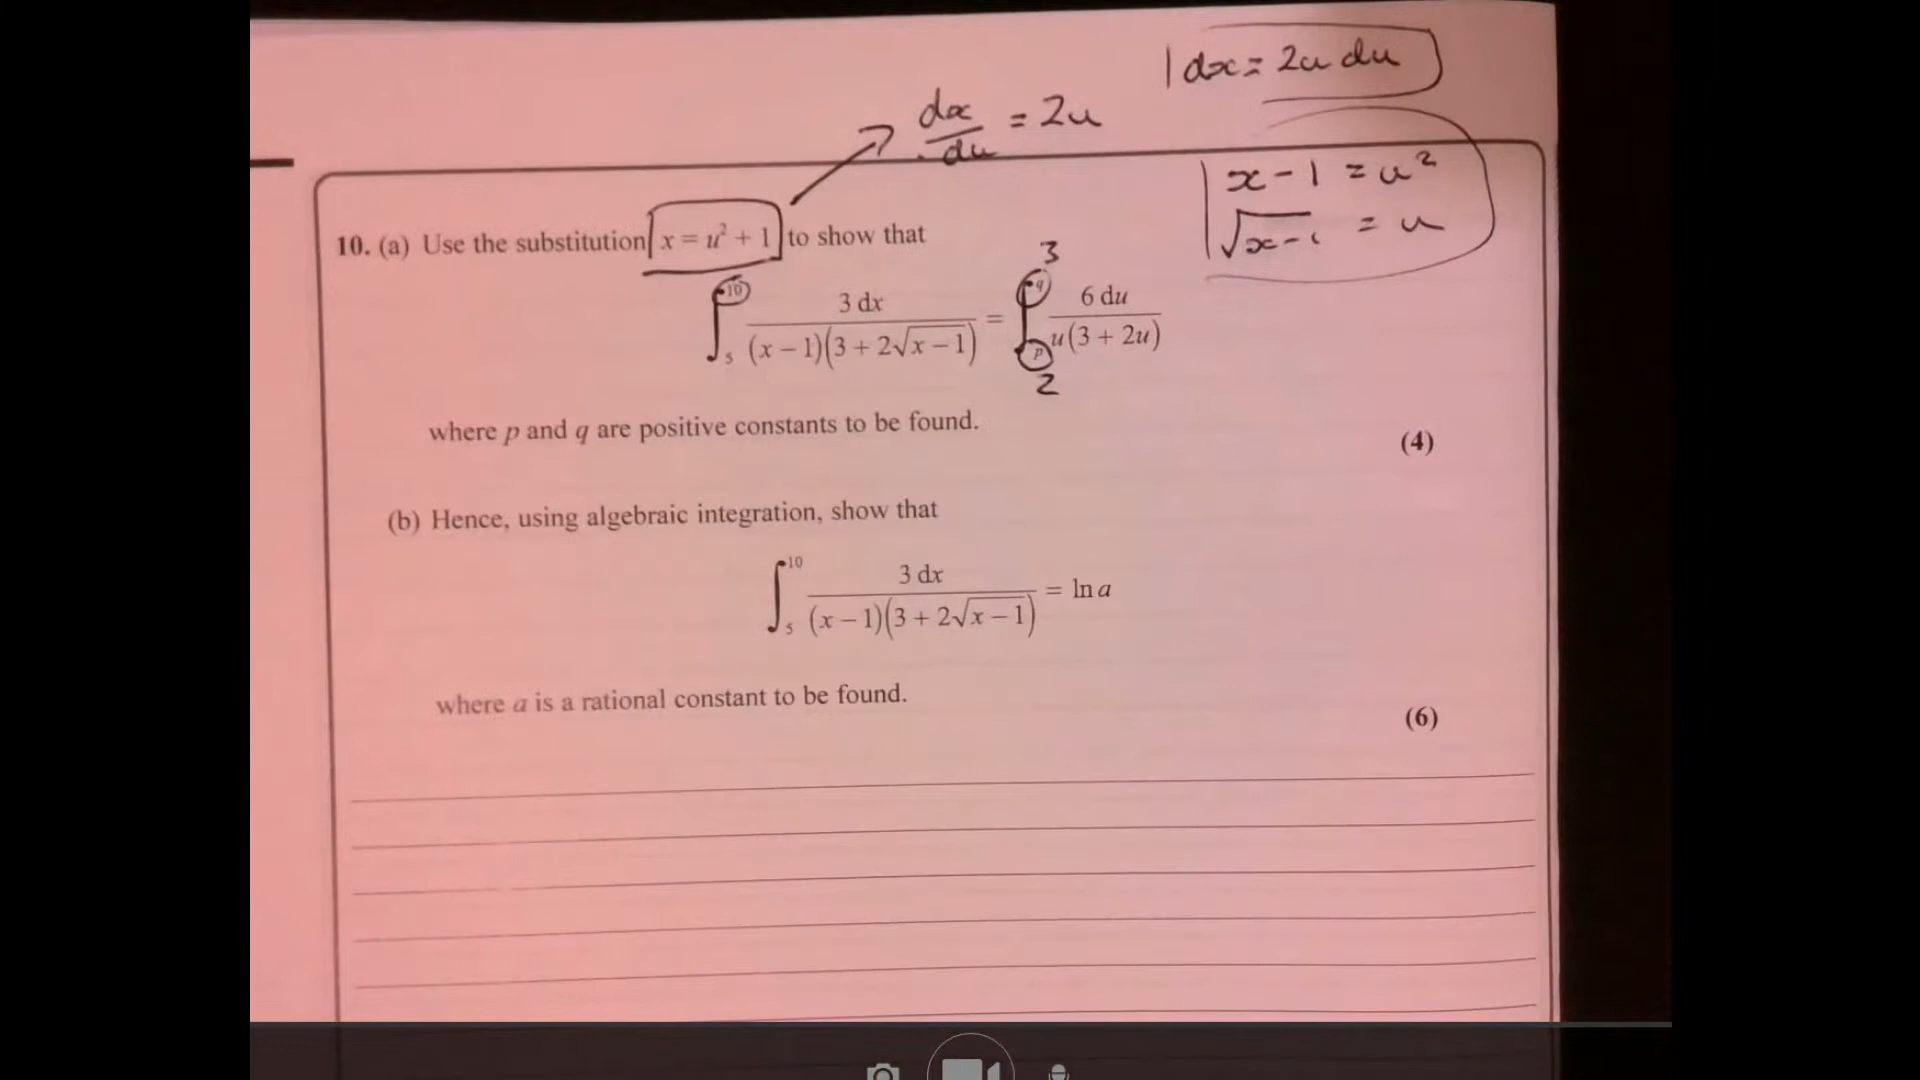 dx = 2u du
dx/du = 2u
x - 1 = u²
√x-1 = u
10. (a) Use the substitution x = u² + 1 to show that
3
∫₅¹⁰ 3 dx / (x – 1)(3 + 2√x – 1) = ∫ₚq 6 du / u(3 + 2u)
2
where p and q are positive constants to be found.
(4)
(b) Hence, using algebraic integration, show that
∫₅¹⁰ 3 dx / (x – 1)(3 + 2√x – 1) = ln a
where a is a rational constant to be found.
(6)